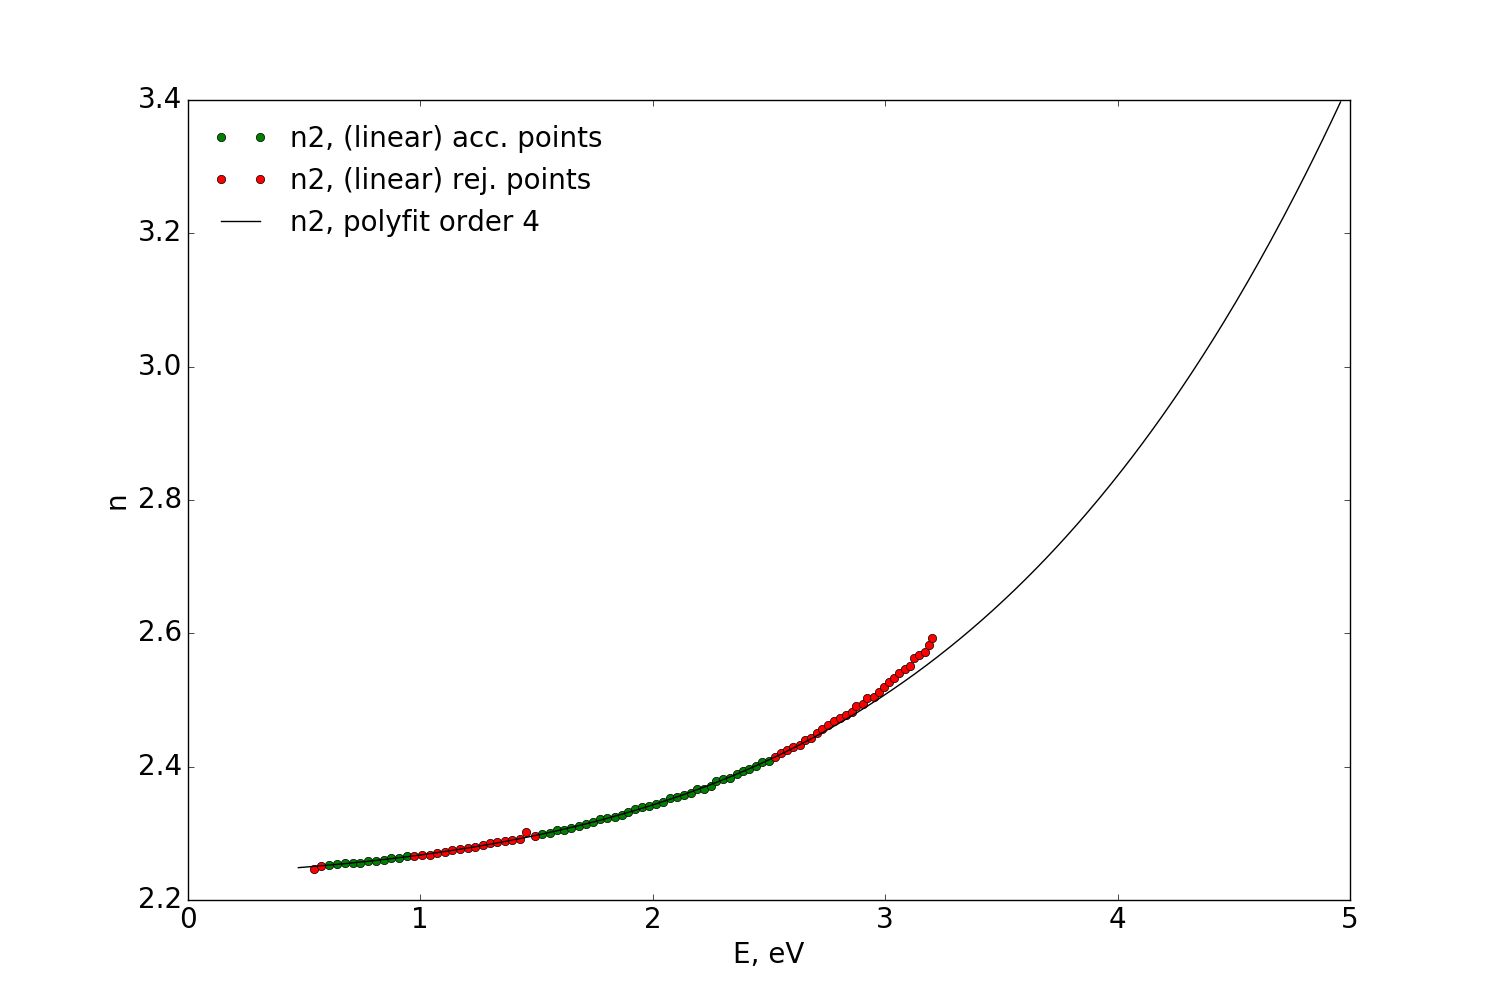 3.4
3.2
3.0
2.8
2.6
2.4
2.2
n
n2, (linear) acc. points
n2, (linear) rej. points
n2, polyfit order 4
0 1 2 3 4 5
E, eV